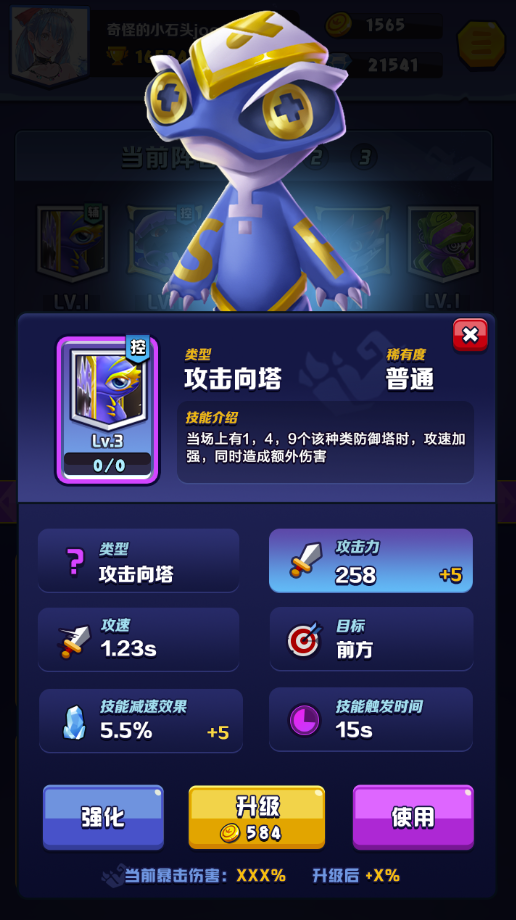 奇怪的小石头joe
1565
21541
当前阵
2
3
辅
控
LV.1
LV.1
S
控
Lv.3
0/0
类型
攻击向塔
稀有度
普通
技能介绍
当场上有1，4，9个该种类防御塔时，攻速加
强，同时造成额外伤害
类型
攻击向塔
攻击力
258
+5
攻速
1.23s
目标
前方
技能减速效果
5.5%
+5
技能触发时间
15s
强化
升级
584
使用
当前暴击伤害：XXX% 升级后 +X%